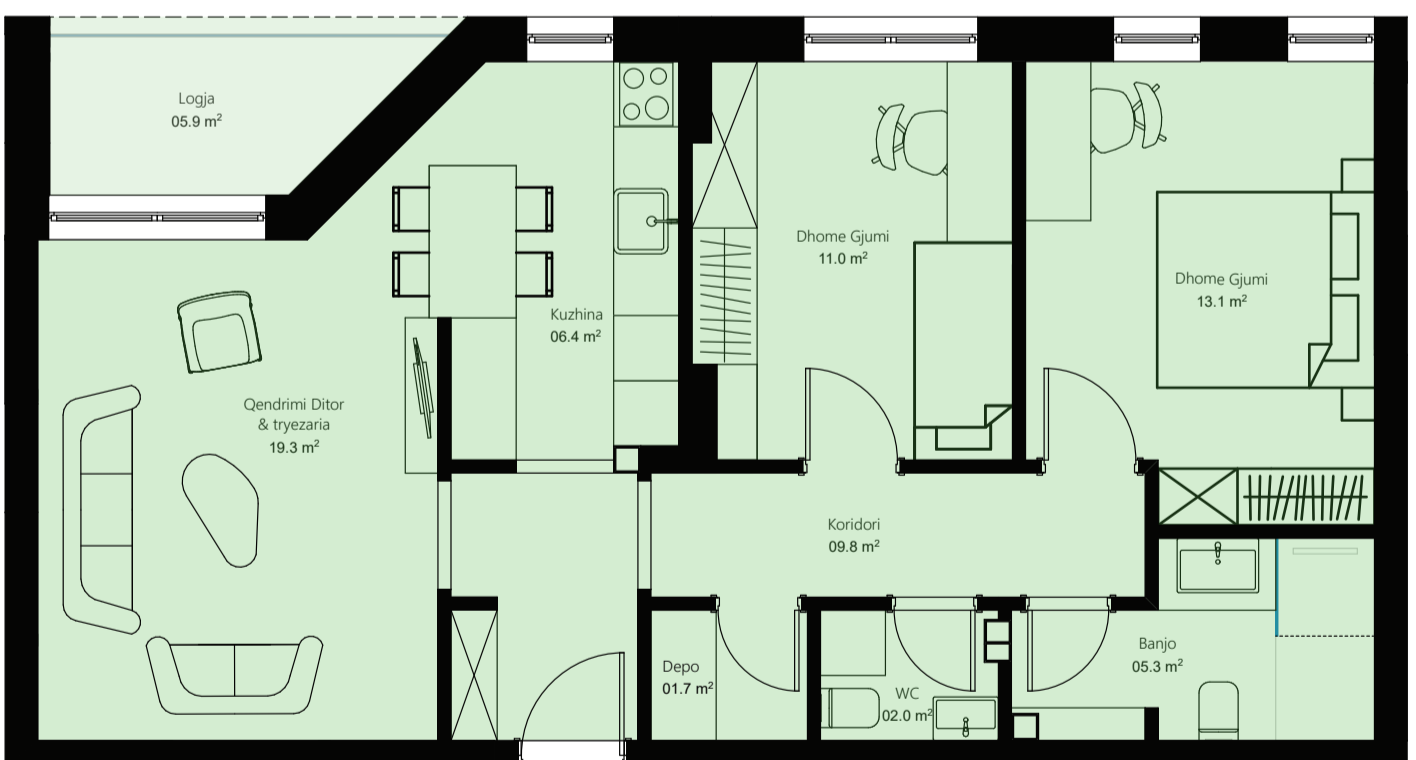 Logja
05.9 m²
Dhome Gjumi
11.0 m²
Dhome Gjumi
13.1 m²
Kuzhina
06.4 m²
Qendrimi Ditor
& tryezaria
19.3 m²
Koridori
09.8 m²
Depo
01.7 m²
WC
02.0 m²
Banjo
05.3 m²